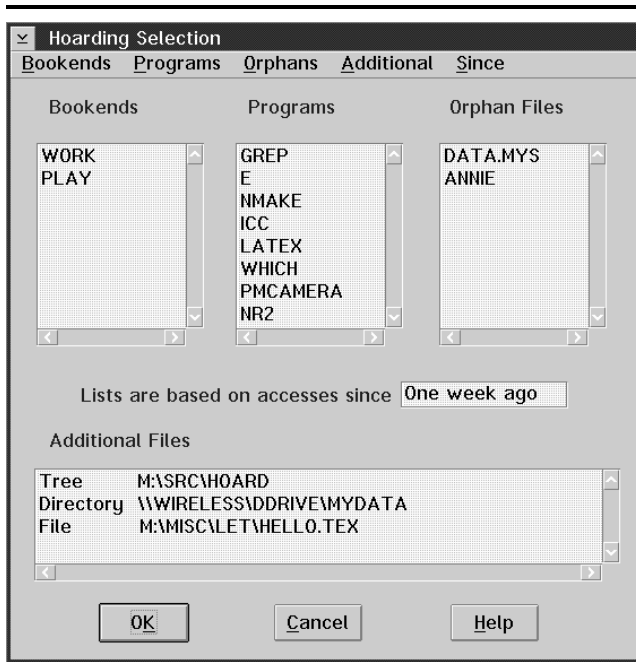 Hoarding Selection
Bookends Programs Orphans Additional Since
Bookends
WORK
PLAY
Programs
GREP
E
NMAKE
ICC
LATEX
WHICH
PMCAMERA
NR2
Orphan Files
DATA.MYS
ANNIE
Lists are based on accesses since One week ago
Additional Files
Tree M:\SRC\HOARD
Directory \\WIRELESS\DDRIVE\MYDATA
File M:\MISC\LET\HELLO.TEX
OK Cancel Help